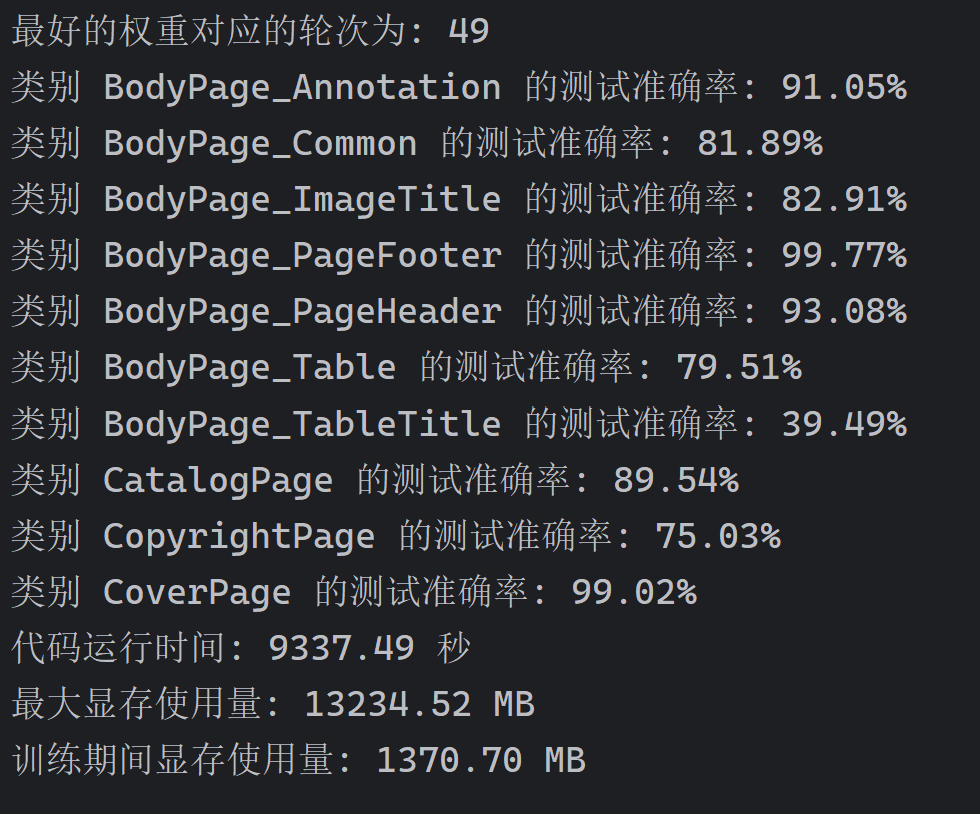 最好的权重对应的轮次为: 49
类别 BodyPage_Annotation 的测试准确率: 91.05%
类别 BodyPage_Common 的测试准确率: 81.89%
类别 BodyPage_ImageTitle 的测试准确率: 82.91%
类别 BodyPage_PageFooter 的测试准确率: 99.77%
类别 BodyPage_PageHeader 的测试准确率: 93.08%
类别 BodyPage_Table 的测试准确率: 79.51%
类别 BodyPage_TableTitle 的测试准确率: 39.49%
类别 CatalogPage 的测试准确率: 89.54%
类别 CopyrightPage 的测试准确率: 75.03%
类别 CoverPage 的测试准确率: 99.02%
代码运行时间: 9337.49 秒
最大显存使用量: 13234.52 MB
训练期间显存使用量: 1370.70 MB